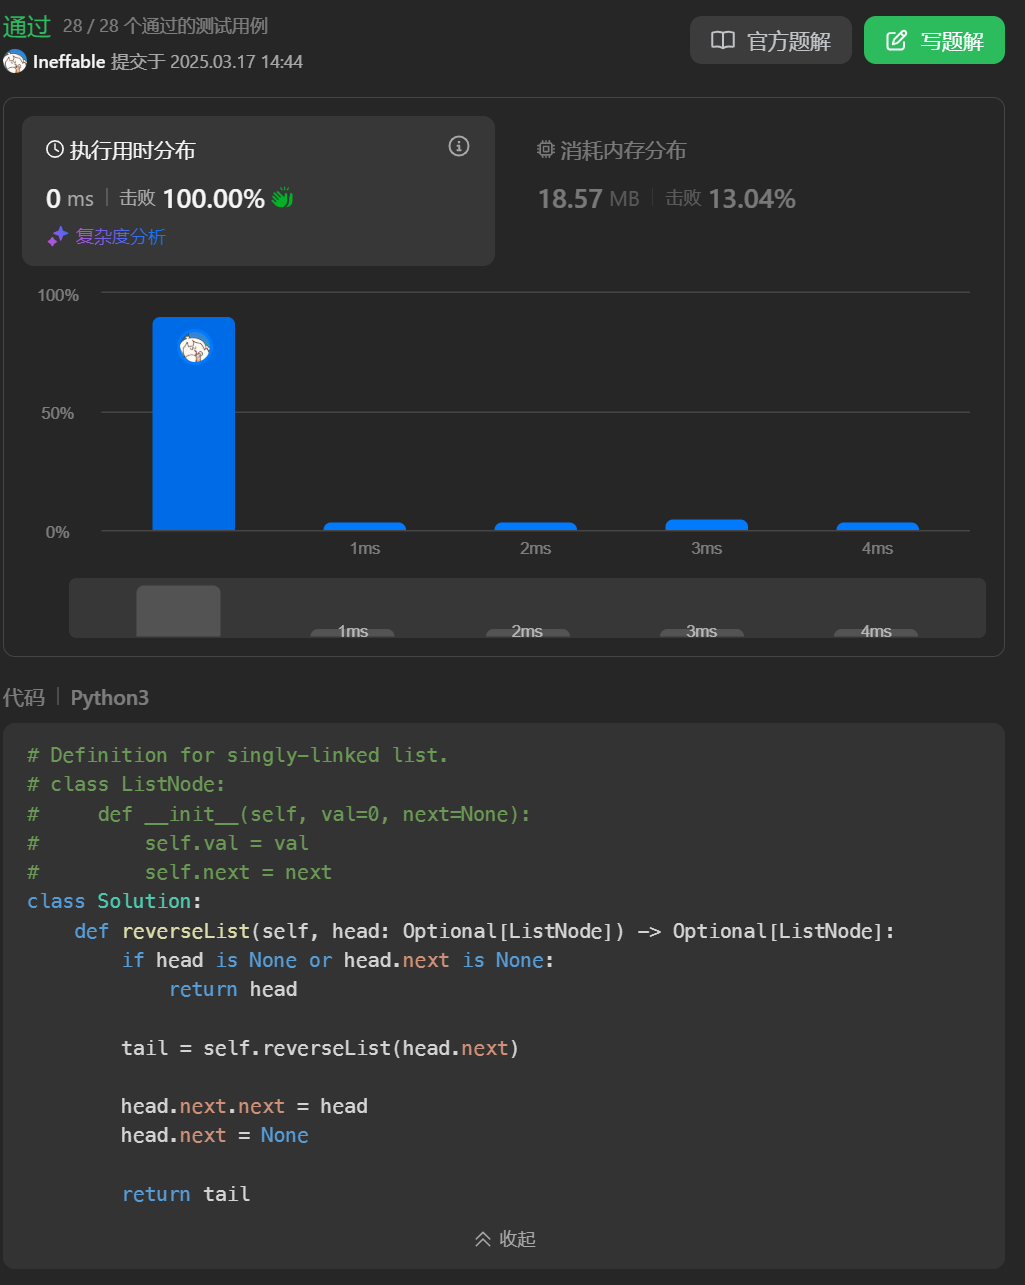 通过 28 / 28 个通过的测试用例
官方题解
写题解
Ineffable 提交于 2025.03.17 14:44
执行用时分布
0 ms 击败 100.00%
复杂度分析
消耗内存分布
18.57 MB 击败 13.04%
100%
50%
0%
1ms 2ms 3ms 4ms
1ms 2ms 3ms 4ms
代码 Python3
# Definition for singly-linked list.
# class ListNode:
#     def __init__(self, val=0, next=None):
#         self.val = val
#         self.next = next
class Solution:
    def reverseList(self, head: Optional[ListNode]) -> Optional[ListNode]:
        if head is None or head.next is None:
            return head
        tail = self.reverseList(head.next)
        head.next.next = head
        head.next = None
        return tail
收起